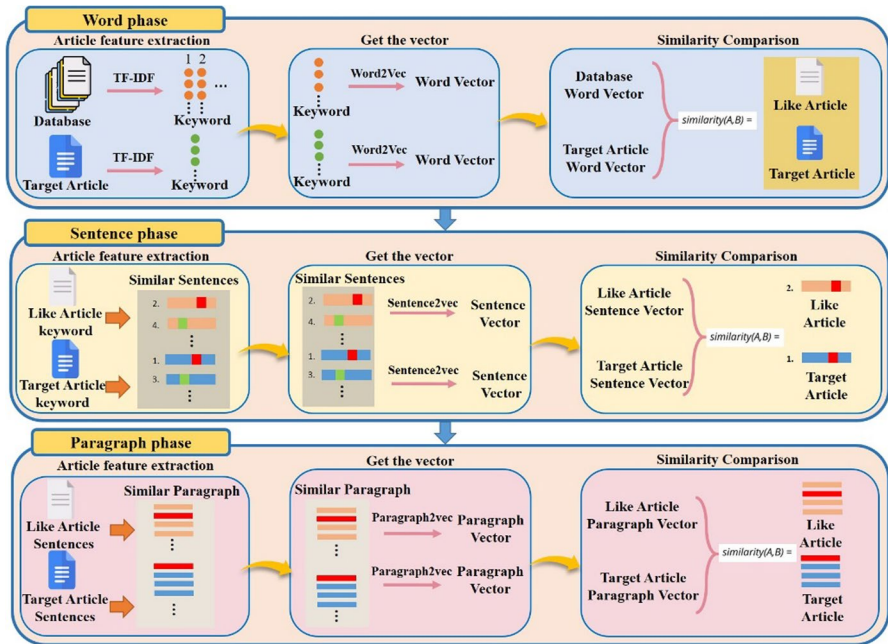 Word phase
Article feature extraction
Get the vector
Similarity Comparison
1 2
TF-IDF
...
Database
Keyword
TF-IDF
Target Article
Keyword
Word2Vec
Word Vector
Keyword
Word2Vec
Word Vector
Keyword
Database
Word Vector
Target Article
Word Vector
similarity(A,B) =
Like Article
Target Article
Sentence phase
Article feature extraction
Get the vector
Similarity Comparison
Like Article
keyword
Target Article
keyword
Similar Sentences
2.
4.
1.
3.
Similar Sentences
2.
4.
1.
3.
Sentence2vec
Sentence
Vector
Sentence2vec
Sentence
Vector
Like Article
Sentence Vector
Target Article
Sentence Vector
similarity(A,B) =
2.
Like
Article
1.
Target
Article
Paragraph phase
Article feature extraction
Get the vector
Similarity Comparison
Like Article
Sentences
Target Article
Sentences
Similar Paragraph
Similar Paragraph
Paragraph2vec
Paragraph
Vector
Paragraph2vec
Paragraph
Vector
Like Article
Paragraph Vector
Target Article
Paragraph Vector
similarity(A,B) =
Like
Article
Target
Article